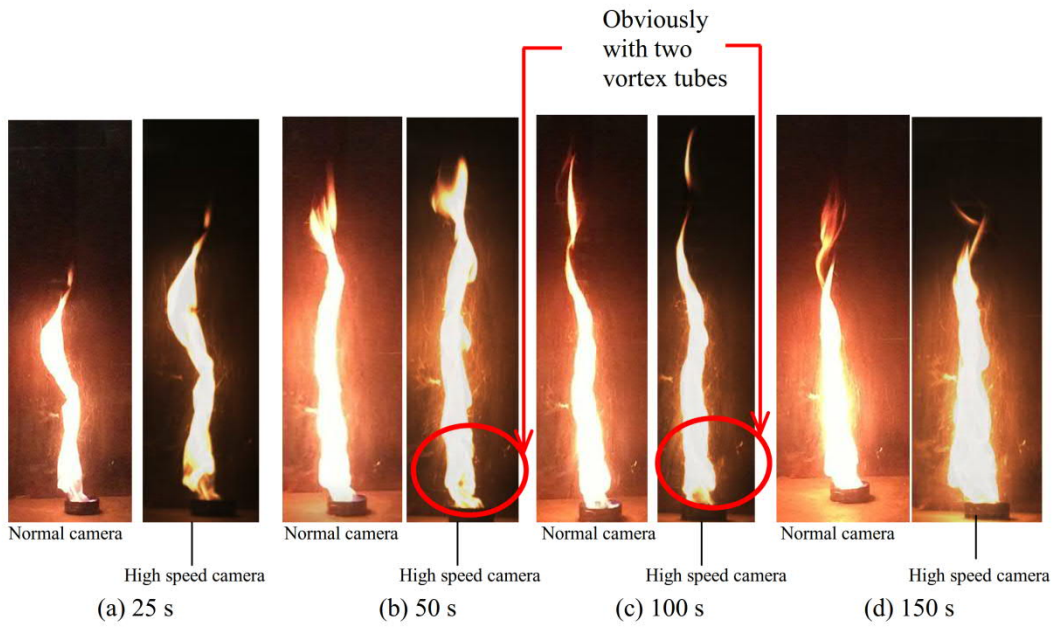 Obviously
with two
vortex tubes
Normal camera
High speed camera
(a) 25 s
Normal camera
High speed camera
(b) 50 s
Normal camera
High speed camera
(c) 100 s
Normal camera
High speed camera
(d) 150 s